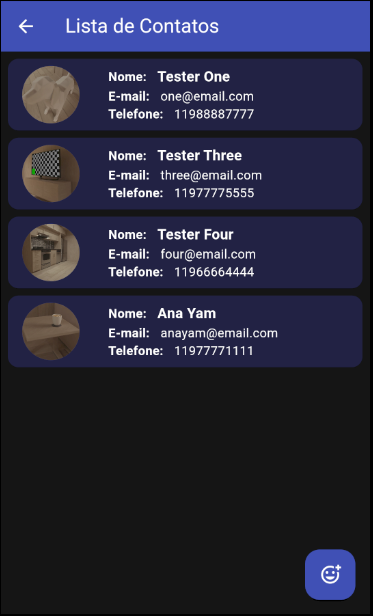 Lista de Contatos
Nome: Tester One
E-mail: one@email.com
Telefone: 11988887777
Nome: Tester Three
E-mail: three@email.com
Telefone: 11977775555
Nome: Tester Four
E-mail: four@email.com
Telefone: 11966664444
Nome: Ana Yam
E-mail: anayam@email.com
Telefone: 11977771111